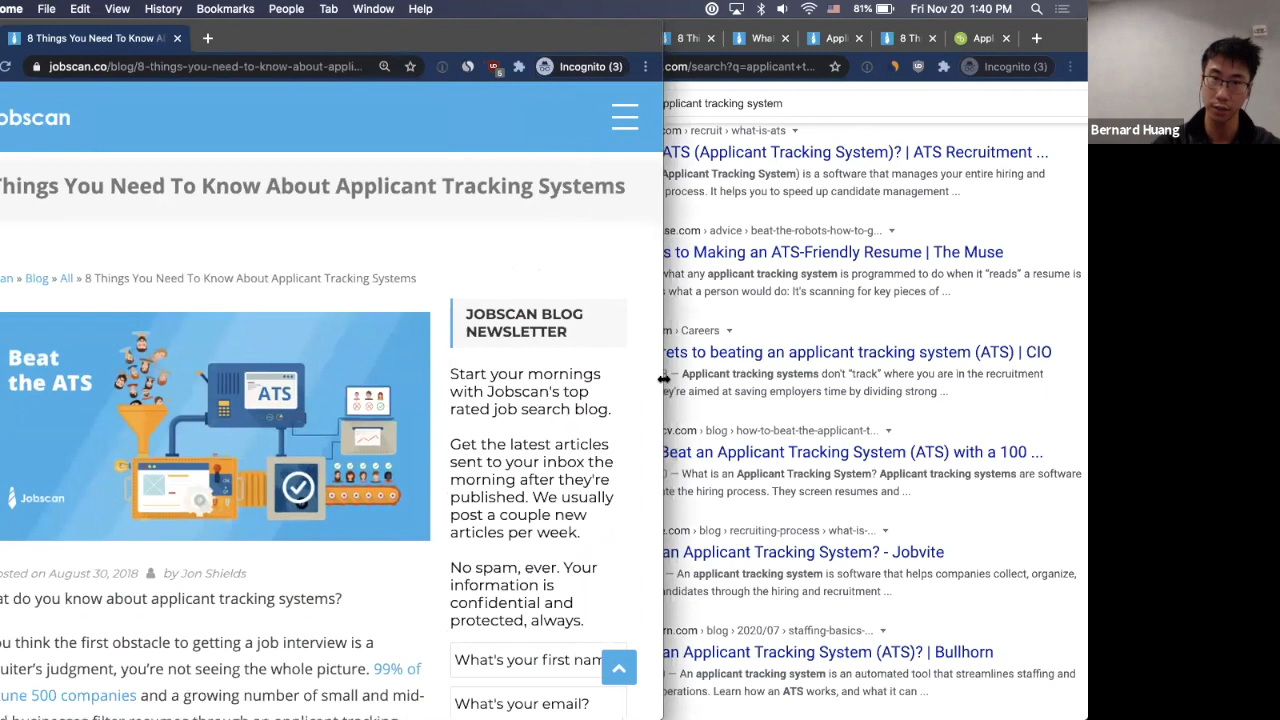 ome File Edit View History Bookmarks People Tab Window Help
81% Fri Nov 20 1:40 PM
8 Things You Need To Know A
8 Thi
What
Appli
8 Th
Appl
jobscan.co/blog/8-things-you-need-to-know-about-appli...
Incognito (3)
.com/search?q=applicant+t...
Incognito (3)
obscan
Things You Need To Know About Applicant Tracking Systems
an » Blog » All » 8 Things You Need To Know About Applicant Tracking Systems
Beat
the ATS
ATS
Jobscan
osted on August 30, 2018 by Jon Shields
at do you know about applicant tracking systems?
ou think the first obstacle to getting a job interview is a
ruiter's judgment, you're not seeing the whole picture. 99% of
une 500 companies and a growing number of small and mid-
d businesses filter resumes through an applicant tracking
JOBSCAN BLOG
NEWSLETTER
Start your mornings
with Jobscan's top
rated job search blog.
Get the latest articles
sent to your inbox the
morning after they're
published. We usually
post a couple new
articles per week.
No spam, ever. Your
information is
confidential and
protected, always.
What's your first nam
What's your email?
applicant tracking system
com › recruit › what-is-ats
ATS (Applicant Tracking System)? | ATS Recruitment ...
Applicant Tracking System) is a software that manages your entire hiring and
process. It helps you to speed up candidate management ...
se.com › advice › beat-the-robots-how-to-g...
s to Making an ATS-Friendly Resume | The Muse
what any applicant tracking system is programmed to do when it "reads" a resume is
what a person would do: It's scanning for key pieces of ...
m › Careers
rets to beating an applicant tracking system (ATS) | CIO
— Applicant tracking systems don't "track" where you are in the recruitment
ey're aimed at saving employers time by dividing strong ...
cv.com › blog › how-to-beat-the-applicant-t...
Beat an Applicant Tracking System (ATS) with a 100 ...
— What is an Applicant Tracking System? Applicant tracking systems are software
te the hiring process. They screen resumes and ...
e.com › blog › recruiting-process › what-is-...
an Applicant Tracking System? - Jobvite
— An applicant tracking system is software that helps companies collect, organize,
ndidates through the hiring and recruitment ...
rn.com › blog › 2020/07 › staffing-basics-...
an Applicant Tracking System (ATS)? | Bullhorn
— An applicant tracking system is an automated tool that streamlines staffing and
perations. Learn how an ATS works, and what it can ...
Bernard Huang